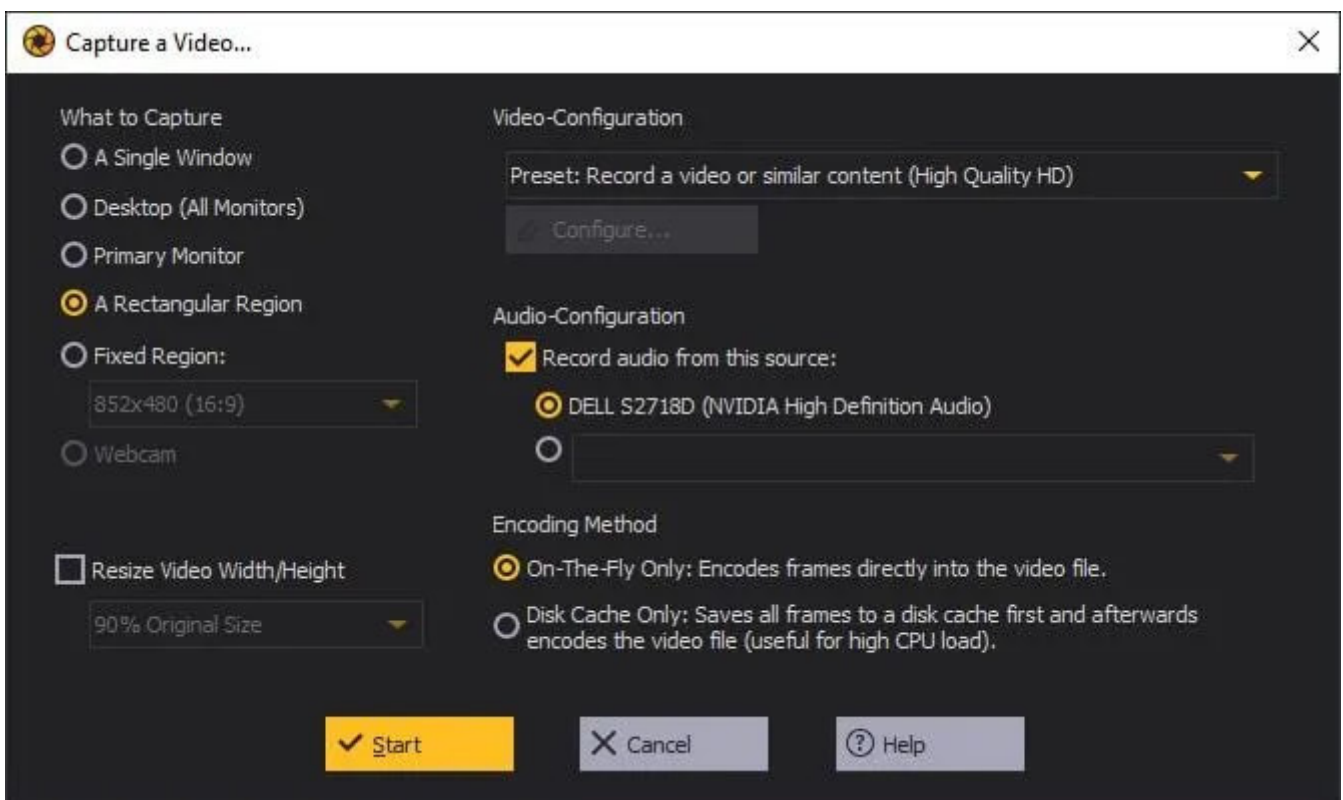 Capture a Video...
What to Capture
A Single Window
Desktop (All Monitors)
Primary Monitor
A Rectangular Region
Fixed Region:
852x480 (16:9)
Webcam
Resize Video Width/Height
90% Original Size
Video-Configuration
Preset: Record a video or similar content (High Quality HD)
Configure...
Audio-Configuration
Record audio from this source:
DELL S2718D (NVIDIA High Definition Audio)
Encoding Method
On-The-Fly Only: Encodes frames directly into the video file.
Disk Cache Only: Saves all frames to a disk cache first and afterwards
encodes the video file (useful for high CPU load).
Start
Cancel
Help